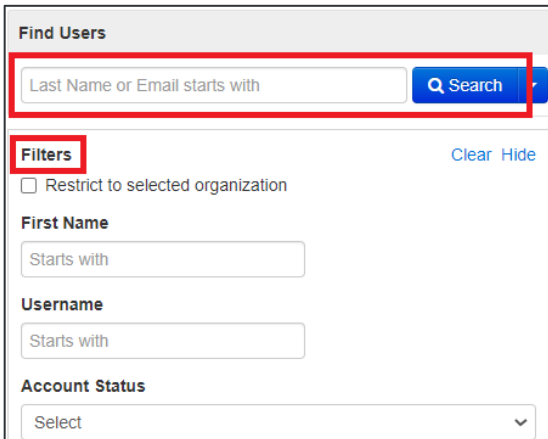 Find Users
Last Name or Email starts with Search
Filters Clear Hide
Restrict to selected organization
First Name
Starts with
Username
Starts with
Account Status
Select